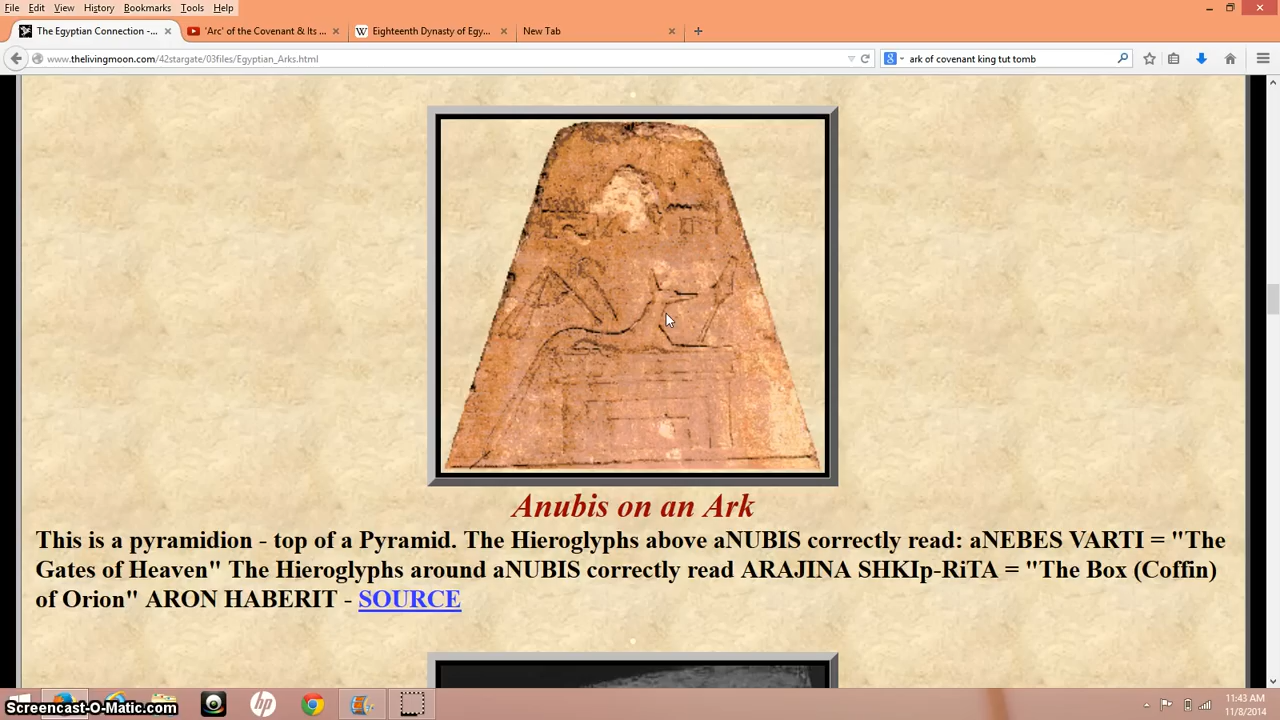 File Edit View History Bookmarks Tools Help
The Egyptian Connection -...
'Arc' of the Covenant & Its ...
Eighteenth Dynasty of Egy...
New Tab
www.thelivingmoon.com/42stargate/03files/Egyptian_Arks.html
ark of covenant king tut tomb
Anubis on an Ark
This is a pyramidion - top of a Pyramid. The Hieroglyphs above aNUBIS correctly read: aNEBES VARTI = "The
Gates of Heaven" The Hieroglyphs around aNUBIS correctly read ARAJINA SHKIp-RiTA = "The Box (Coffin)
of Orion" ARON HABERIT - SOURCE
Screencast-O-Matic.com
11:43 AM
11/8/2014